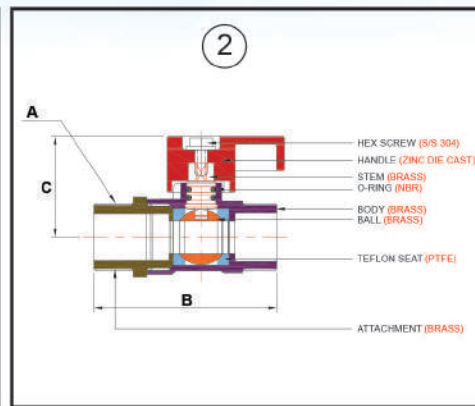 2
A
C
HEX SCREW (S/S 304)
HANDLE (ZINC DIE CAST)
STEM (BRASS)
O-RING (NBR)
BODY (BRASS)
BALL (BRASS)
TEFLON SEAT (PTFE)
B
ATTACHMENT (BRASS)